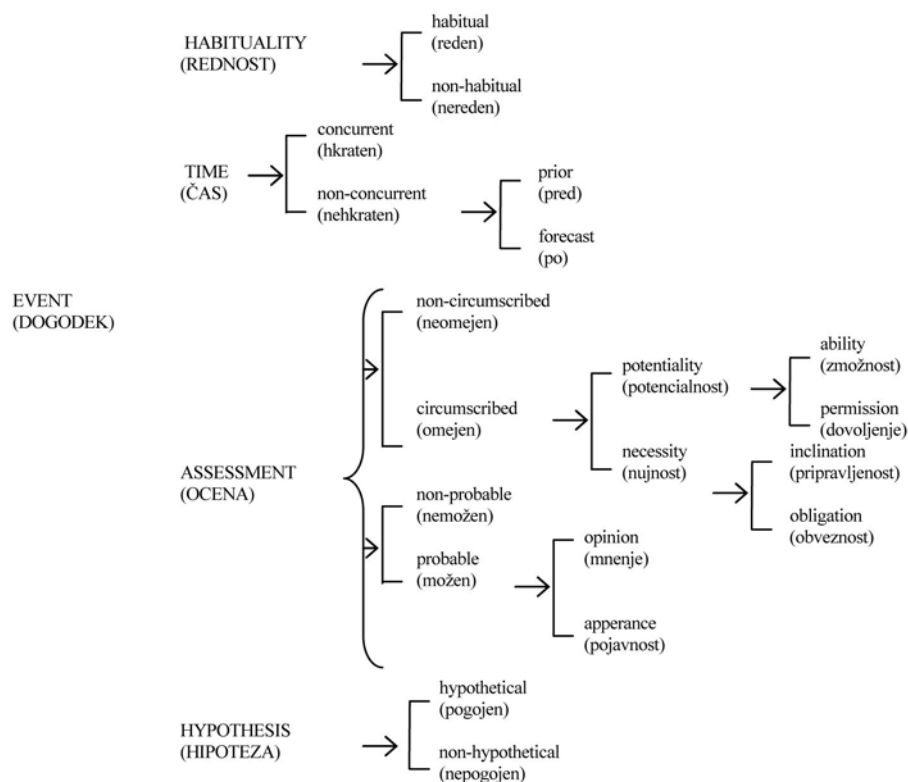 habitual
(reden)
HABITUALITY
(REDNOST)
non-habitual
(nereden)
concurrent
(hkraten)
TIME
(ČAS)
non-concurrent
(nehkraten)
prior
(pred)
forecast
(po)
EVENT
(DOGODEK)
non-circumscribed
(neomejen)
circumscribed
(omejen)
potentiality
(potencialnost)
ability
(zmožnost)
permission
(dovoljenje)
necessity
(nujnost)
inclination
(pripravljenost)
obligation
(obveznost)
ASSESSMENT
(OCENA)
non-probable
(nemožen)
probable
(možen)
opinion
(mnenje)
apperance
(pojavnost)
HYPOTHESIS
(HIPOTEZA)
hypothetical
(pogojen)
non-hypothetical
(nepogojen)